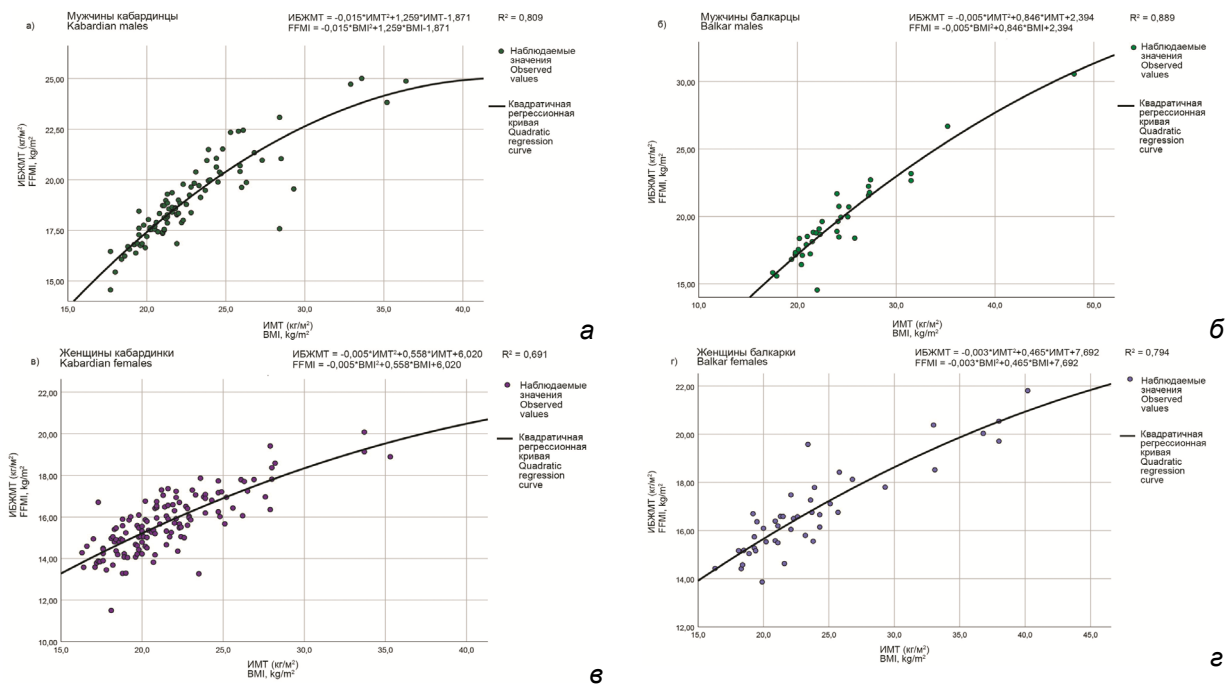 а)
Мужчины кабардинцы
Kabardian males
ИБЖМТ = -0,015*ИМТ²+1,259*ИМТ-1,871
FFMI = -0,015*BMI²+1,259*BMI-1,871
R² = 0,809
Наблюдаемые
значения
Observed
values
Квадратичная
регрессионная
кривая
Quadratic
regression
curve
ИБЖМТ (кг/м²)
FFMI, kg/m²
25,00
22,50
20,00
17,50
15,00
15,0 20,0 25,0 30,0 35,0 40,0
ИМТ (кг/м²)
BMI, kg/m²
а
б)
Мужчины балкарцы
Balkar males
ИБЖМТ = -0,005*ИМТ²+0,846*ИМТ+2,394
FFMI = -0,005*BMI²+0,846*BMI+2,394
R² = 0,889
Наблюдаемые
значения
Observed
values
Квадратичная
регрессионная
кривая
Quadratic
regression
curve
ИБЖМТ (кг/м²)
FFMI, kg/m²
30,00
25,00
20,00
15,00
10,0 20,0 30,0 40,0 50,0
ИМТ (кг/м²)
BMI, kg/m²
б
в)
Женщины кабардинки
Kabardian females
ИБЖМТ = -0,005*ИМТ²+0,558*ИМТ+6,020
FFMI = -0,005*BMI²+0,558*BMI+6,020
R² = 0,691
Наблюдаемые
значения
Observed
values
Квадратичная
регрессионная
кривая
Quadratic
regression
curve
ИБЖМТ (кг/м²)
FFMI, kg/m²
22,00
20,00
18,00
16,00
14,00
12,00
10,00
15,0 20,0 25,0 30,0 35,0 40,0
ИМТ (кг/м²)
BMI, kg/m²
в
г)
Женщины балкарки
Balkar females
ИБЖМТ = -0,003*ИМТ²+0,465*ИМТ+7,692
FFMI = -0,003*BMI²+0,465*BMI+7,692
R² = 0,794
Наблюдаемые
значения
Observed
values
Квадратичная
регрессионная
кривая
Quadratic
regression
curve
ИБЖМТ (кг/м²)
FFMI, kg/m²
22,00
20,00
18,00
16,00
14,00
12,00
15,0 20,0 25,0 30,0 35,0 40,0 45,0
ИМТ (кг/м²)
BMI, kg/m²
г